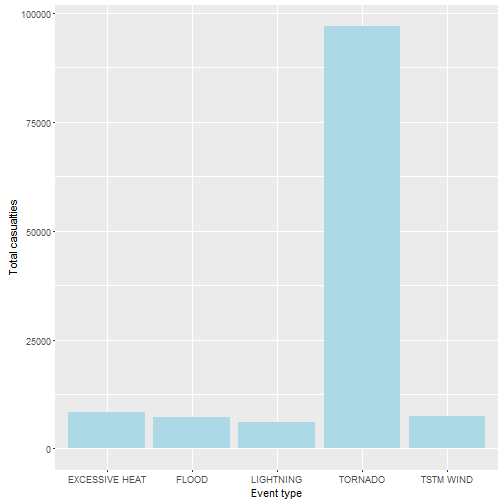 100000
75000
50000
25000
0
Total casualties
EXCESSIVE HEAT
FLOOD
LIGHTNING
TORNADO
TSTM WIND
Event type